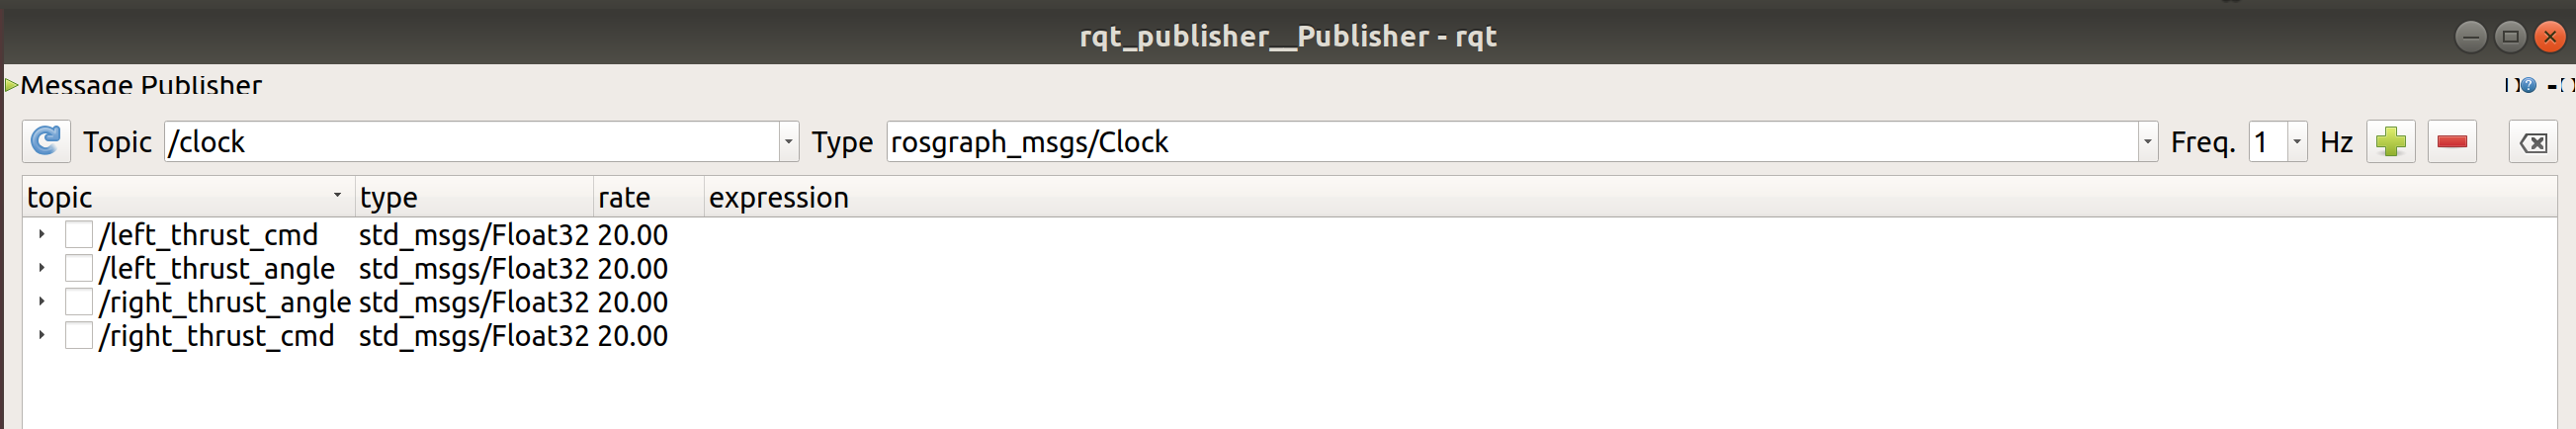 rqt_publisher__Publisher - rqt
Message Publisher
Topic /clock Type rosgraph_msgs/Clock Freq. 1 Hz
topic type rate expression
/left_thrust_cmd std_msgs/Float32 20.00
/left_thrust_angle std_msgs/Float32 20.00
/right_thrust_angle std_msgs/Float32 20.00
/right_thrust_cmd std_msgs/Float32 20.00